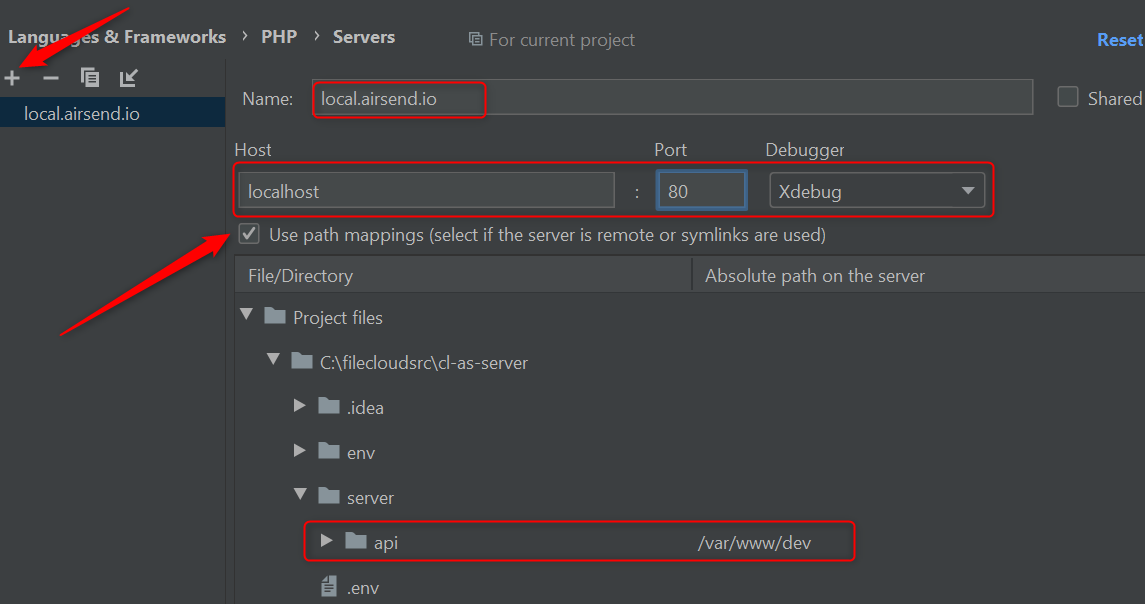 Languages & Frameworks › PHP › Servers For current project Reset
Name: local.airsend.io Shared
local.airsend.io
Host Port Debugger
localhost : 80 Xdebug
Use path mappings (select if the server is remote or symlinks are used)
File/Directory Absolute path on the server
Project files
C:\filecloudsrc\cl-as-server
.idea
env
server
api /var/www/dev
.env